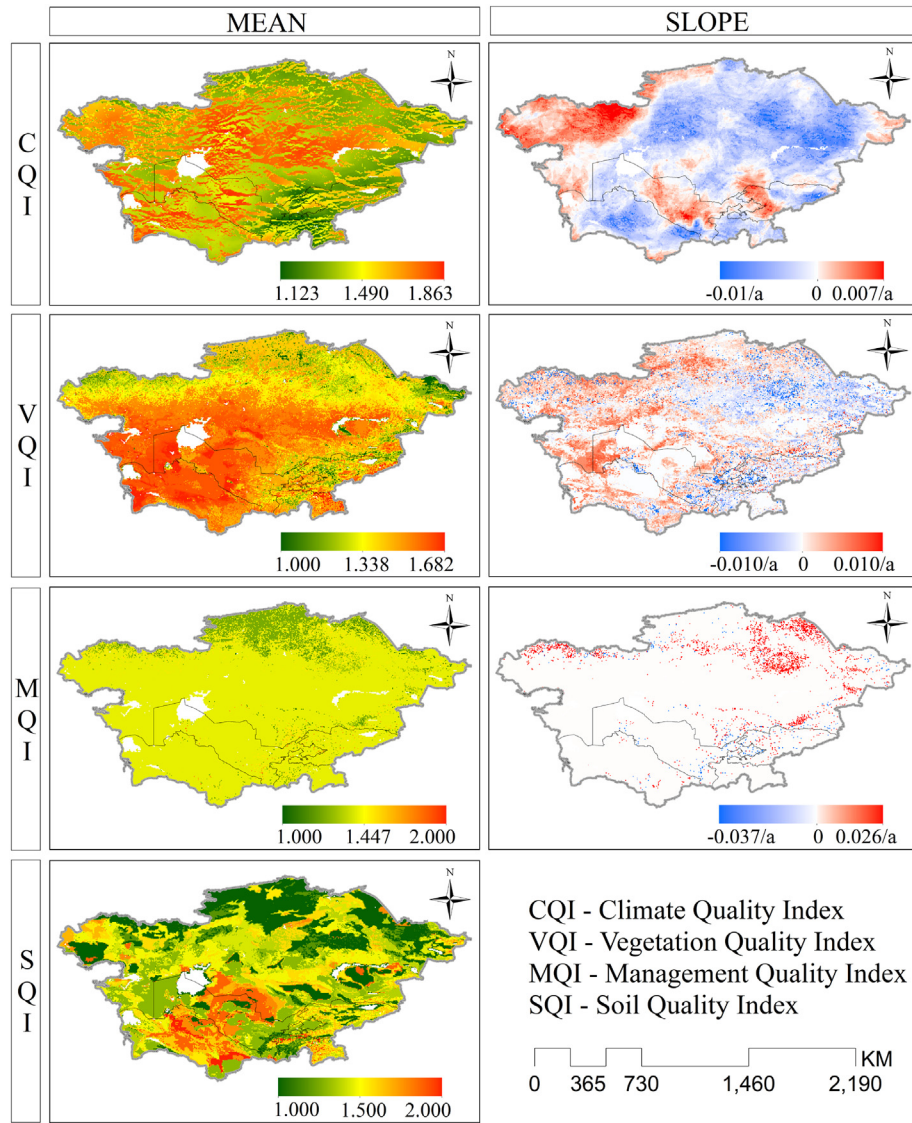 MEAN
SLOPE
C
Q
I
N
1.123 1.490 1.863
N
-0.01/a 0 0.007/a
V
Q
I
N
1.000 1.338 1.682
N
-0.010/a 0 0.010/a
M
Q
I
N
1.000 1.447 2.000
N
-0.037/a 0 0.026/a
S
Q
I
N
1.000 1.500 2.000
CQI - Climate Quality Index
VQI - Vegetation Quality Index
MQI - Management Quality Index
SQI - Soil Quality Index
KM
0 365 730 1,460 2,190